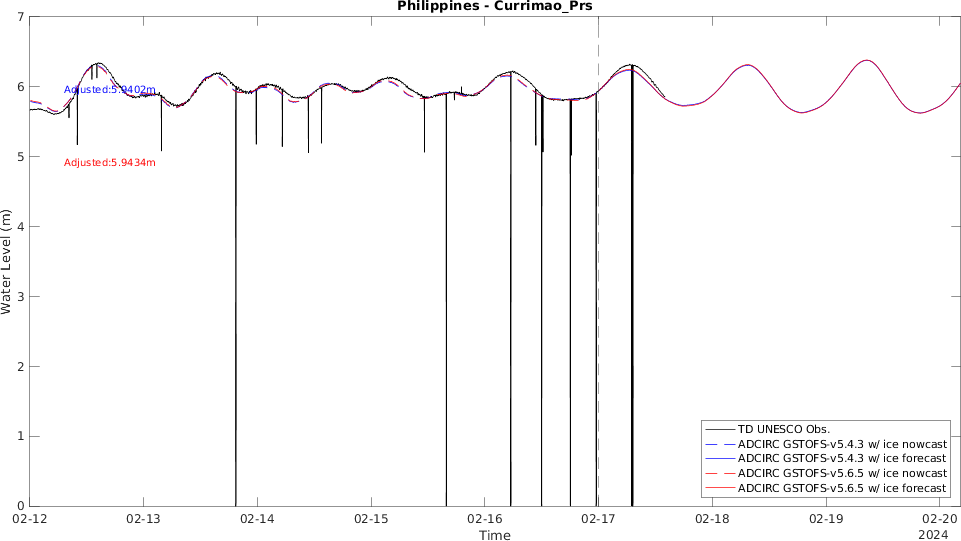 Philippines - Currimao_Prs
7
6
5
4
3
2
1
0
Water Level (m)
Adjusted:5.9402m
Adjusted:5.9434m
TD UNESCO Obs.
ADCIRC GSTOFS-v5.4.3 w/ ice nowcast
ADCIRC GSTOFS-v5.4.3 w/ ice forecast
ADCIRC GSTOFS-v5.6.5 w/ ice nowcast
ADCIRC GSTOFS-v5.6.5 w/ ice forecast
02-12 02-13 02-14 02-15 02-16 02-17 02-18 02-19 02-20
Time 2024